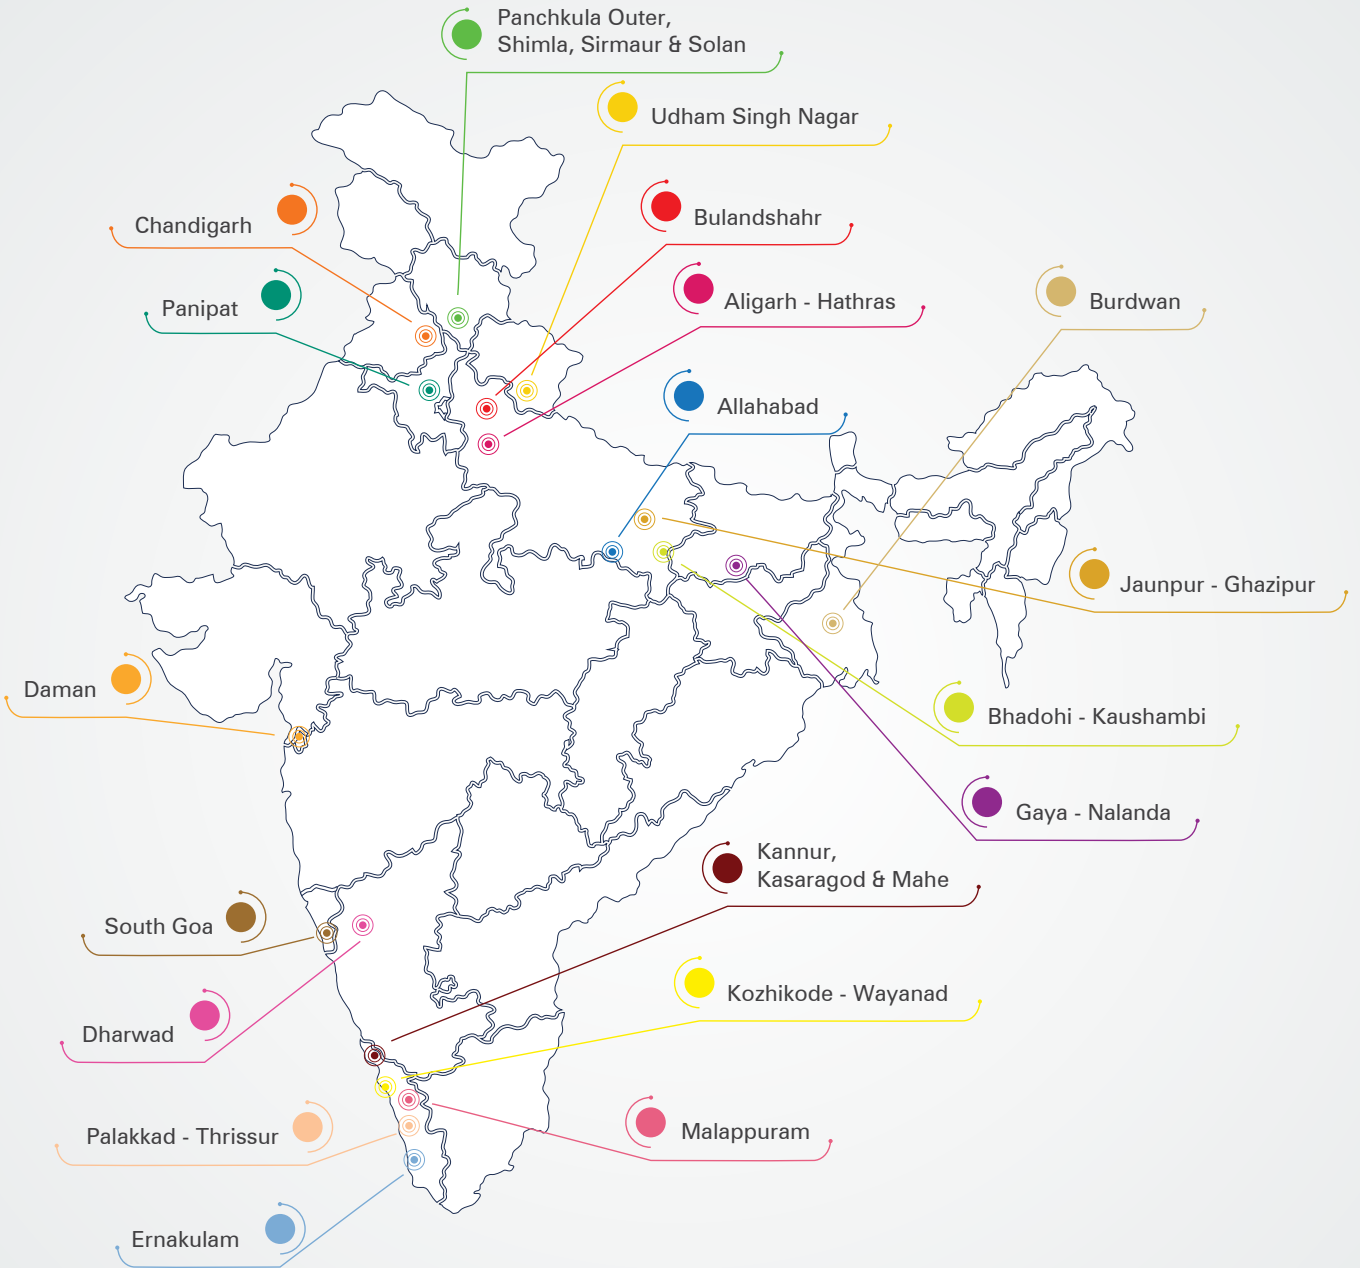 Panchkula Outer,
Shimla, Sirmaur & Solan
Udham Singh Nagar
Chandigarh
Bulandshahr
Panipat
Aligarh - Hathras
Burdwan
Allahabad
Jaunpur - Ghazipur
Daman
Bhadohi - Kaushambi
Gaya - Nalanda
Kannur,
Kasaragod & Mahe
South Goa
Kozhikode - Wayanad
Dharwad
Palakkad - Thrissur
Malappuram
Ernakulam